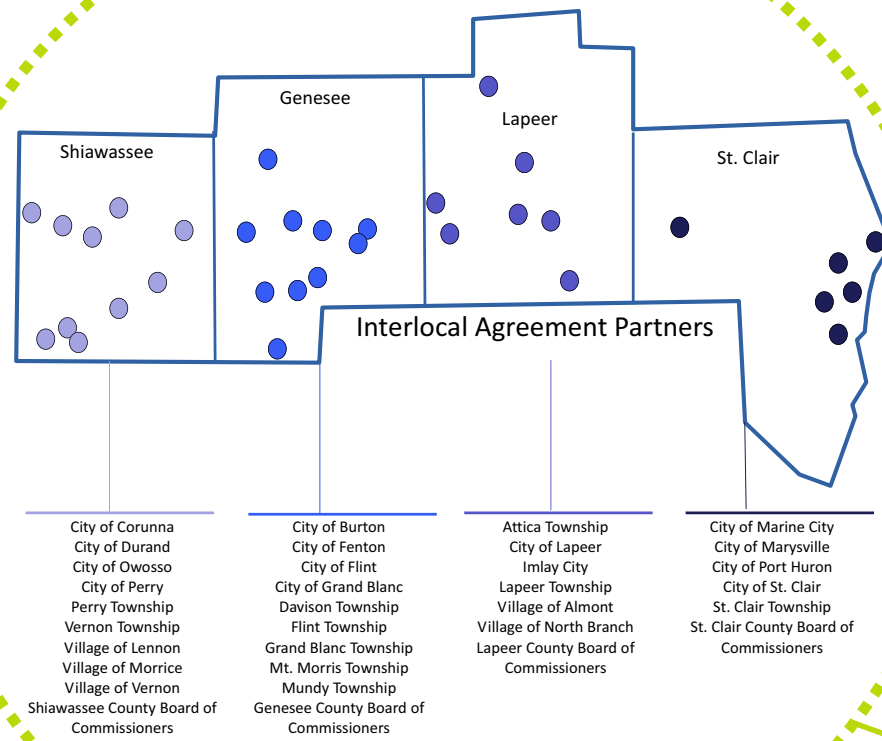 Genesee
Lapeer
Shiawassee
St. Clair
Interlocal Agreement Partners
City of Corunna
City of Durand
City of Owosso
City of Perry
Perry Township
Vernon Township
Village of Lennon
Village of Morrice
Village of Vernon
Shiawassee County Board of
Commissioners
City of Burton
City of Fenton
City of Flint
City of Grand Blanc
Davison Township
Flint Township
Grand Blanc Township
Mt. Morris Township
Mundy Township
Genesee County Board of
Commissioners
Attica Township
City of Lapeer
Imlay City
Lapeer Township
Village of Almont
Village of North Branch
Lapeer County Board of
Commissioners
City of Marine City
City of Marysville
City of Port Huron
City of St. Clair
St. Clair Township
St. Clair County Board of
Commissioners